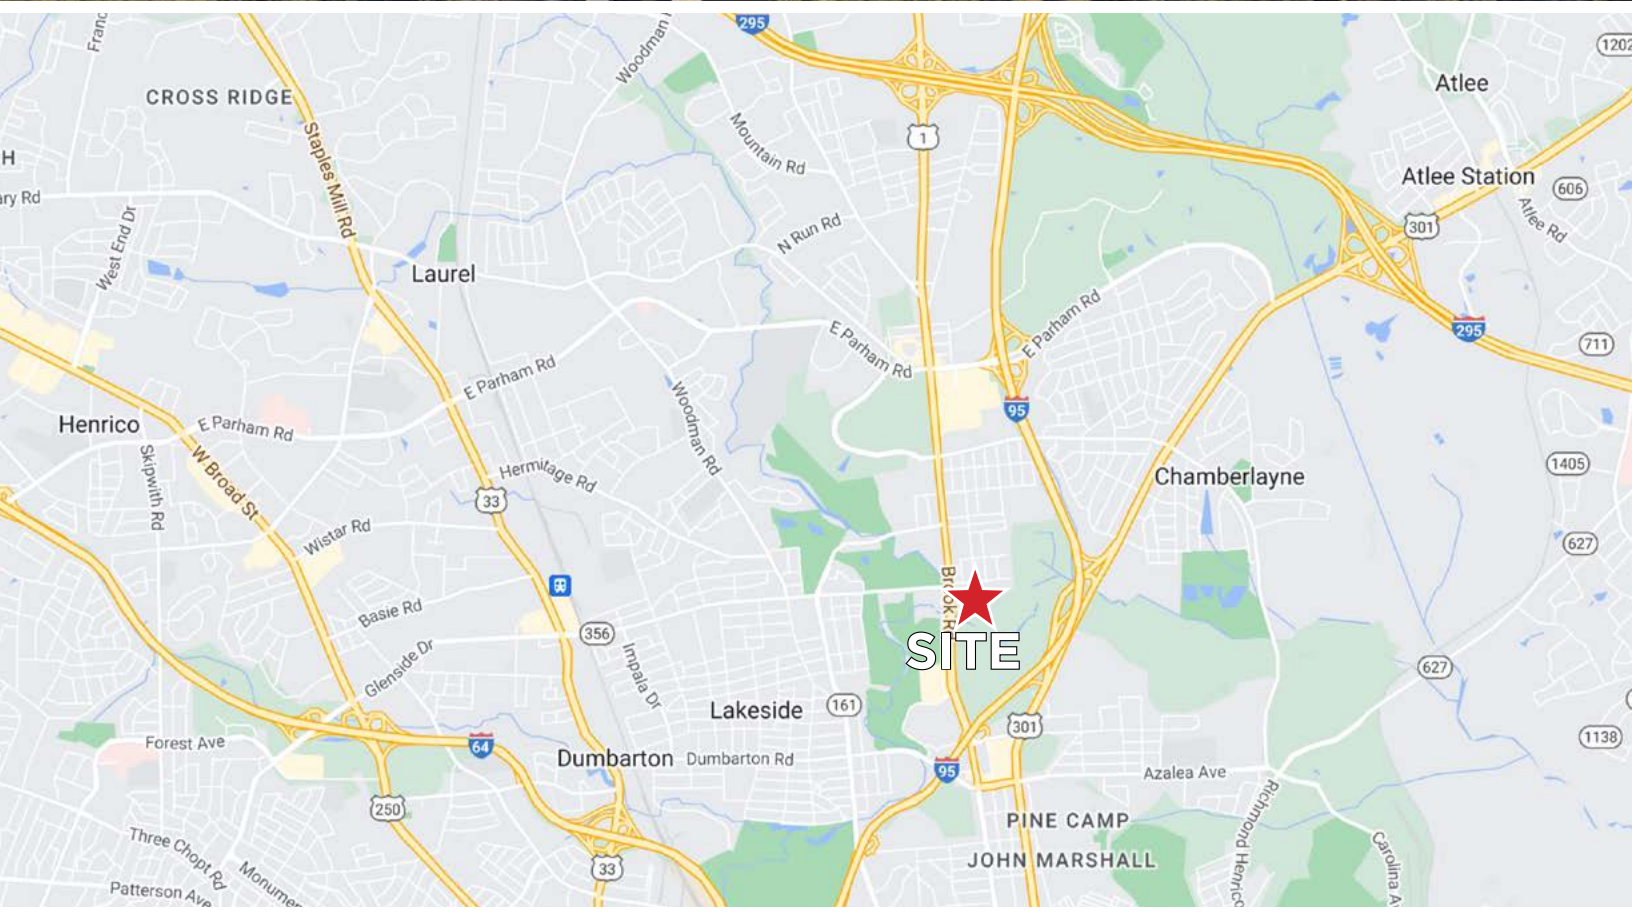 295
Woodman
1202
Atlee
CROSS RIDGE
Staples Mill Rd
Mountain Rd
1
H
Atlee Station
606
ary Rd
West End Dr
N Run Rd
301
Atlee Rd
Laurel
E Parham Rd
E Parham Rd
295
711
E Parham Rd
95
Henrico
E Parham Rd
W Broad St
Skipwith Rd
Woodman Rd
Hermitage Rd
33
1405
Chamberlayne
Wistar Rd
627
Basie Rd
Brook R
SITE
356
Glenside Dr
Impala Dr
627
Lakeside
161
301
Forest Ave
64
Dumbarton
Dumbarton Rd
95
Azalea Ave
1138
250
PINE CAMP
Richmond Henrico
Three Chopt Rd
JOHN MARSHALL
Carolina A
33
Patterson Ave